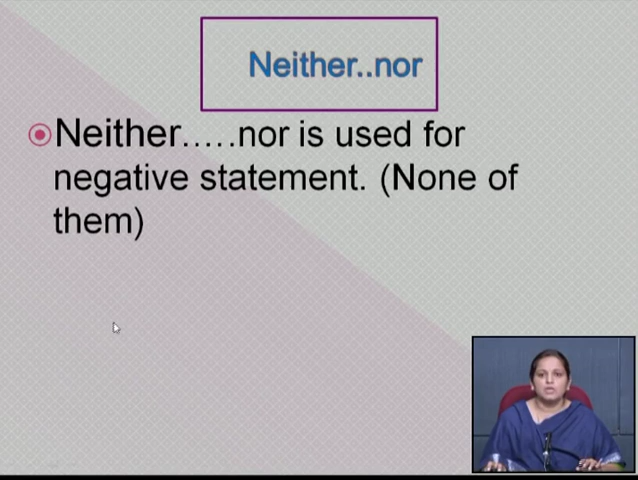 Neither..nor
Neither.....nor is used for
negative statement. (None of
them)